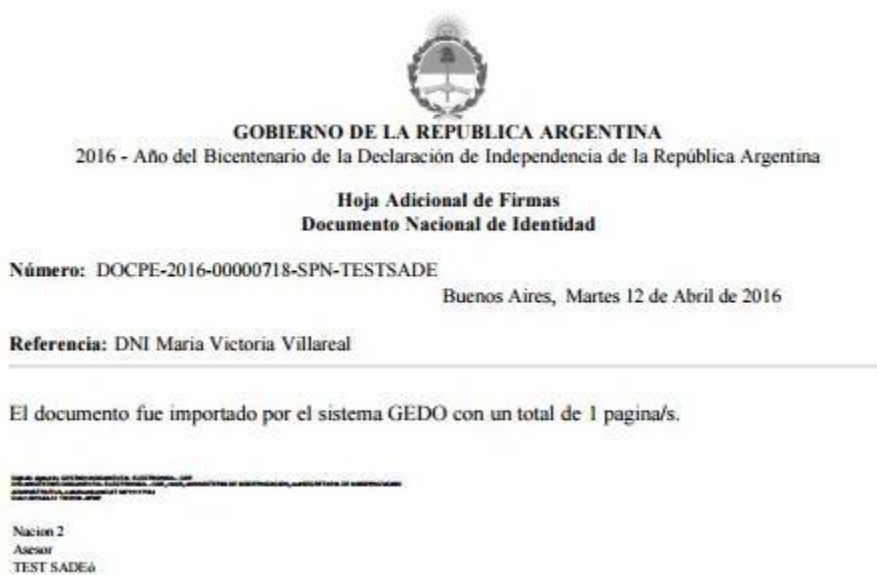 GOBIERNO DE LA REPUBLICA ARGENTINA
2016 - Año del Bicentenario de la Declaración de Independencia de la República Argentina
Hoja Adicional de Firmas
Documento Nacional de Identidad
Número: DOCPE-2016-00000718-SPN-TESTSADE
Buenos Aires, Martes 12 de Abril de 2016
Referencia: DNI Maria Victoria Villareal
El documento fue importado por el sistema GEDO con un total de 1 pagina/s.
Nacion 2
Asesor
TEST SADEó